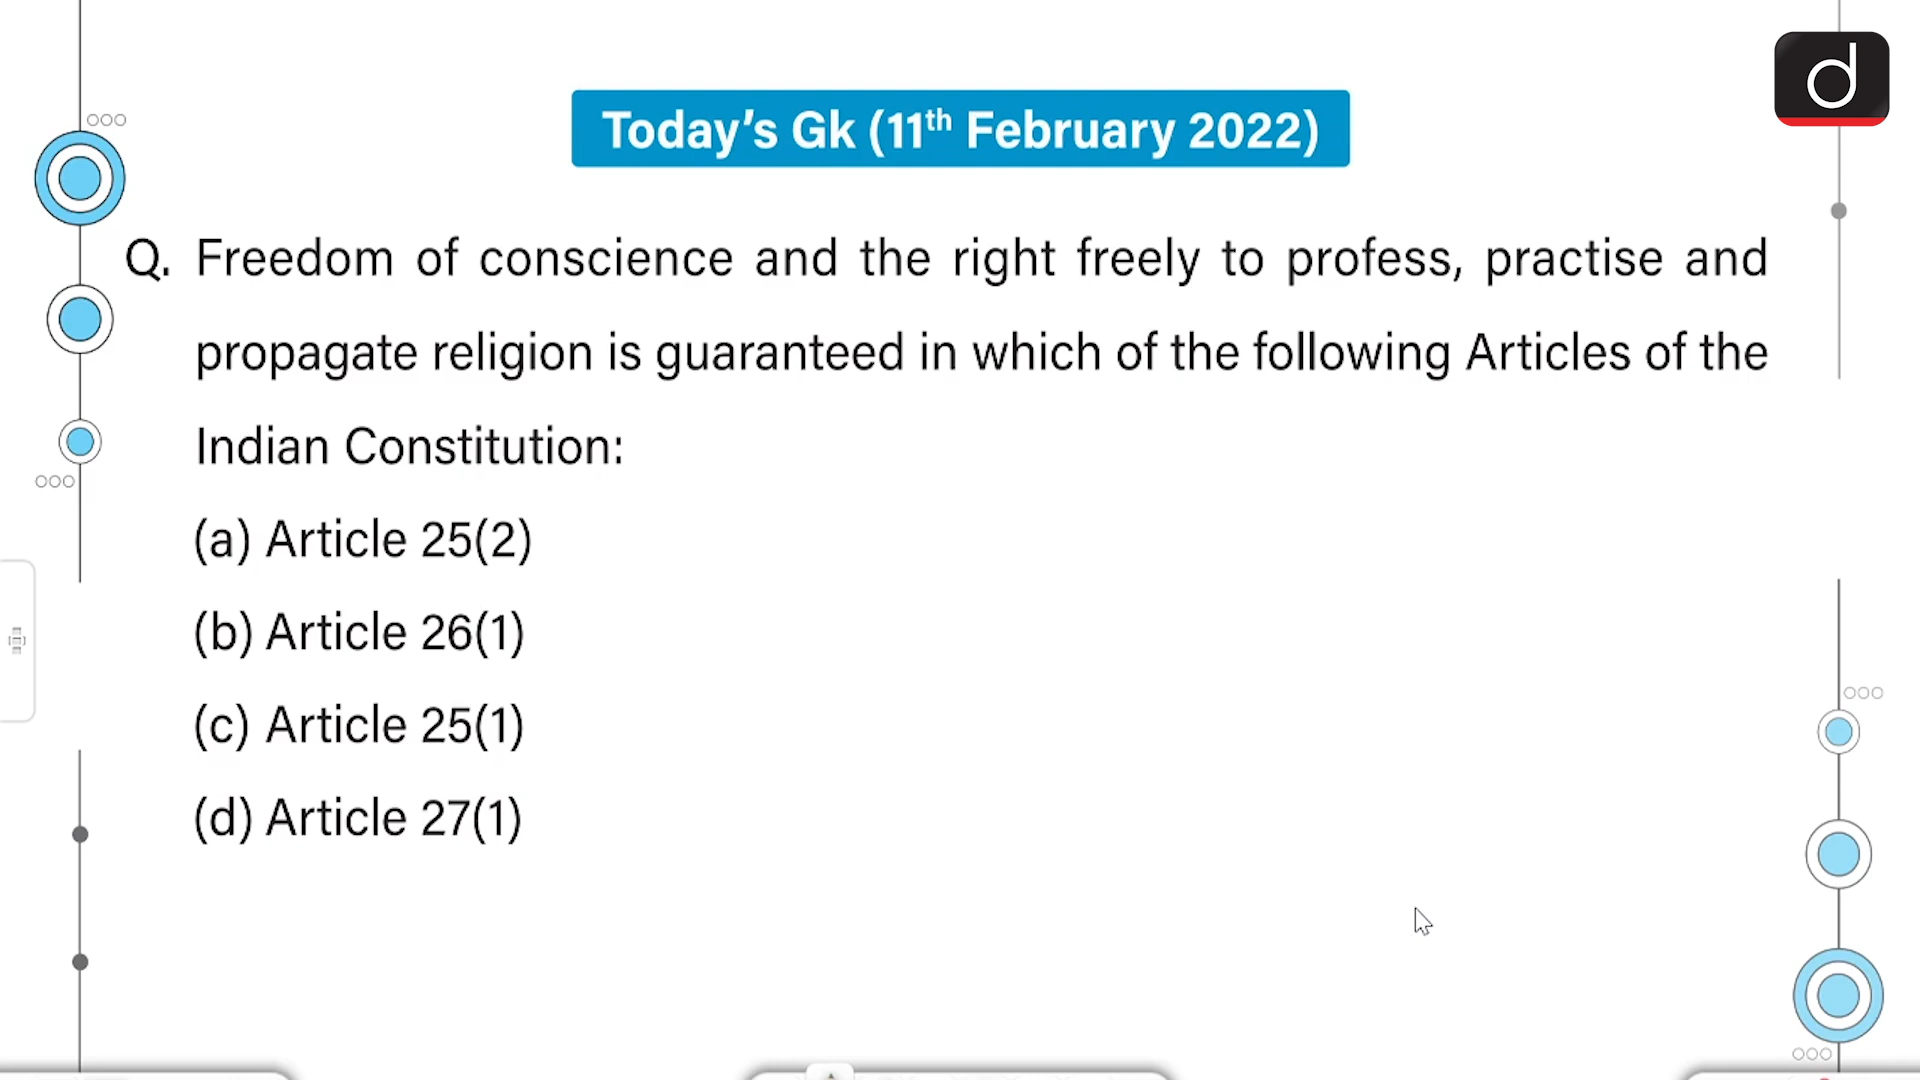 Today's Gk (11th February 2022)
Q. Freedom of conscience and the right freely to profess, practise and
propagate religion is guaranteed in which of the following Articles of the
Indian Constitution:
(a) Article 25(2)
(b) Article 26(1)
(c) Article 25(1)
(d) Article 27(1)
d